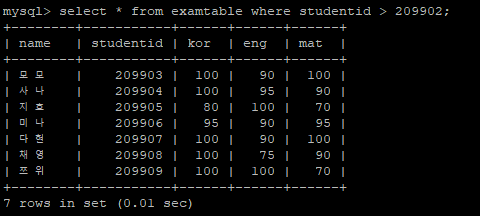 mysql> select * from examtable where studentid > 209902;
+--------+-----------+------+------+------+
| name | studentid | kor | eng | mat |
+--------+-----------+------+------+------+
| 모모 | 209903 | 100 | 90 | 100 |
| 사나 | 209904 | 100 | 95 | 90 |
| 지효 | 209905 | 80 | 100 | 70 |
| 미나 | 209906 | 95 | 90 | 95 |
| 다현 | 209907 | 100 | 90 | 100 |
| 채영 | 209908 | 100 | 75 | 90 |
| 쯔위 | 209909 | 100 | 100 | 70 |
+--------+-----------+------+------+------+
7 rows in set (0.01 sec)